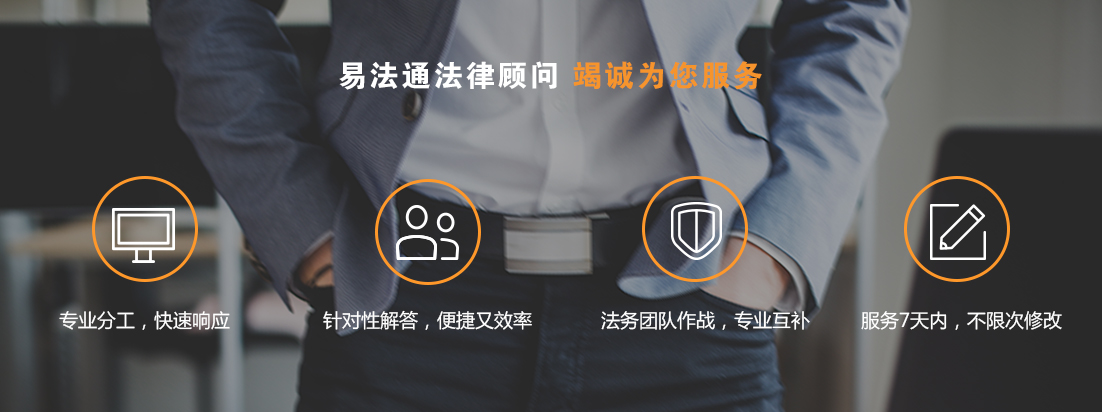 易法通法律顾问 竭诚为您服务
专业分工，快速响应
针对性解答，便捷又效率
法务团队作战，专业互补
服务7天内，不限次修改